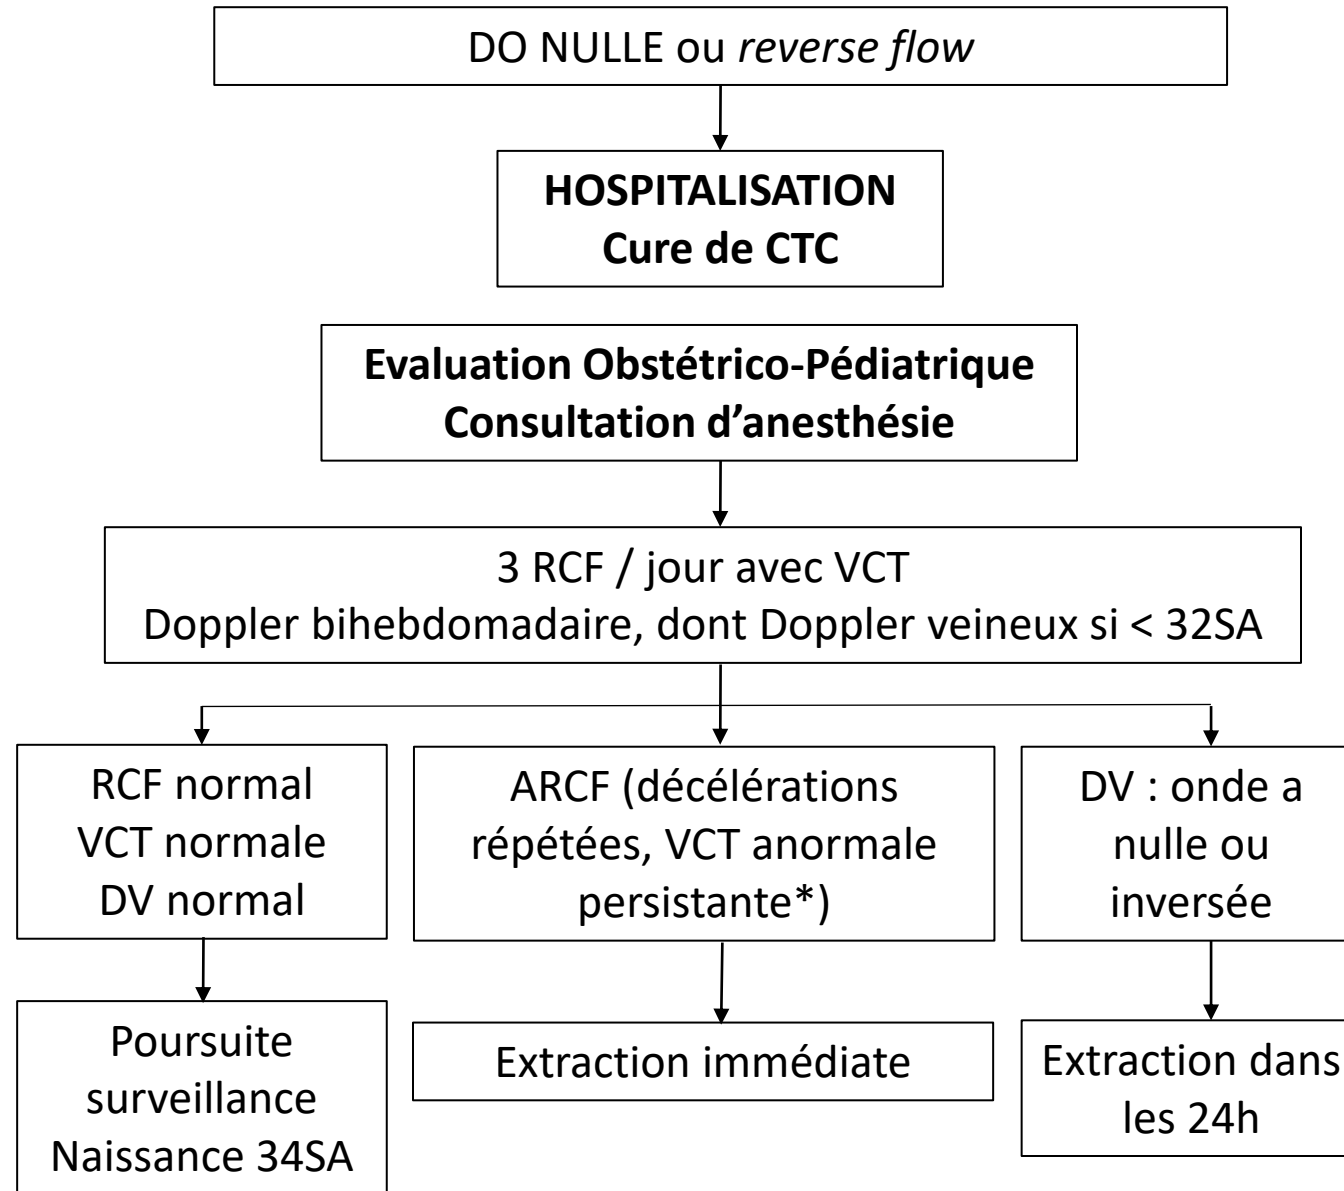 DO NULLE ou reverse flow
HOSPITALISATION
Cure de CTC
Evaluation Obstétrico-Pédiatrique
Consultation d’anesthésie
3 RCF / jour avec VCT
Doppler bihebdomadaire, dont Doppler veineux si < 32SA
RCF normal
VCT normale
DV normal
ARCF (décélérations
répétées, VCT anormale
persistante*)
DV : onde a
nulle ou
inversée
Poursuite
surveillance
Naissance 34SA
Extraction immédiate
Extraction dans
les 24h